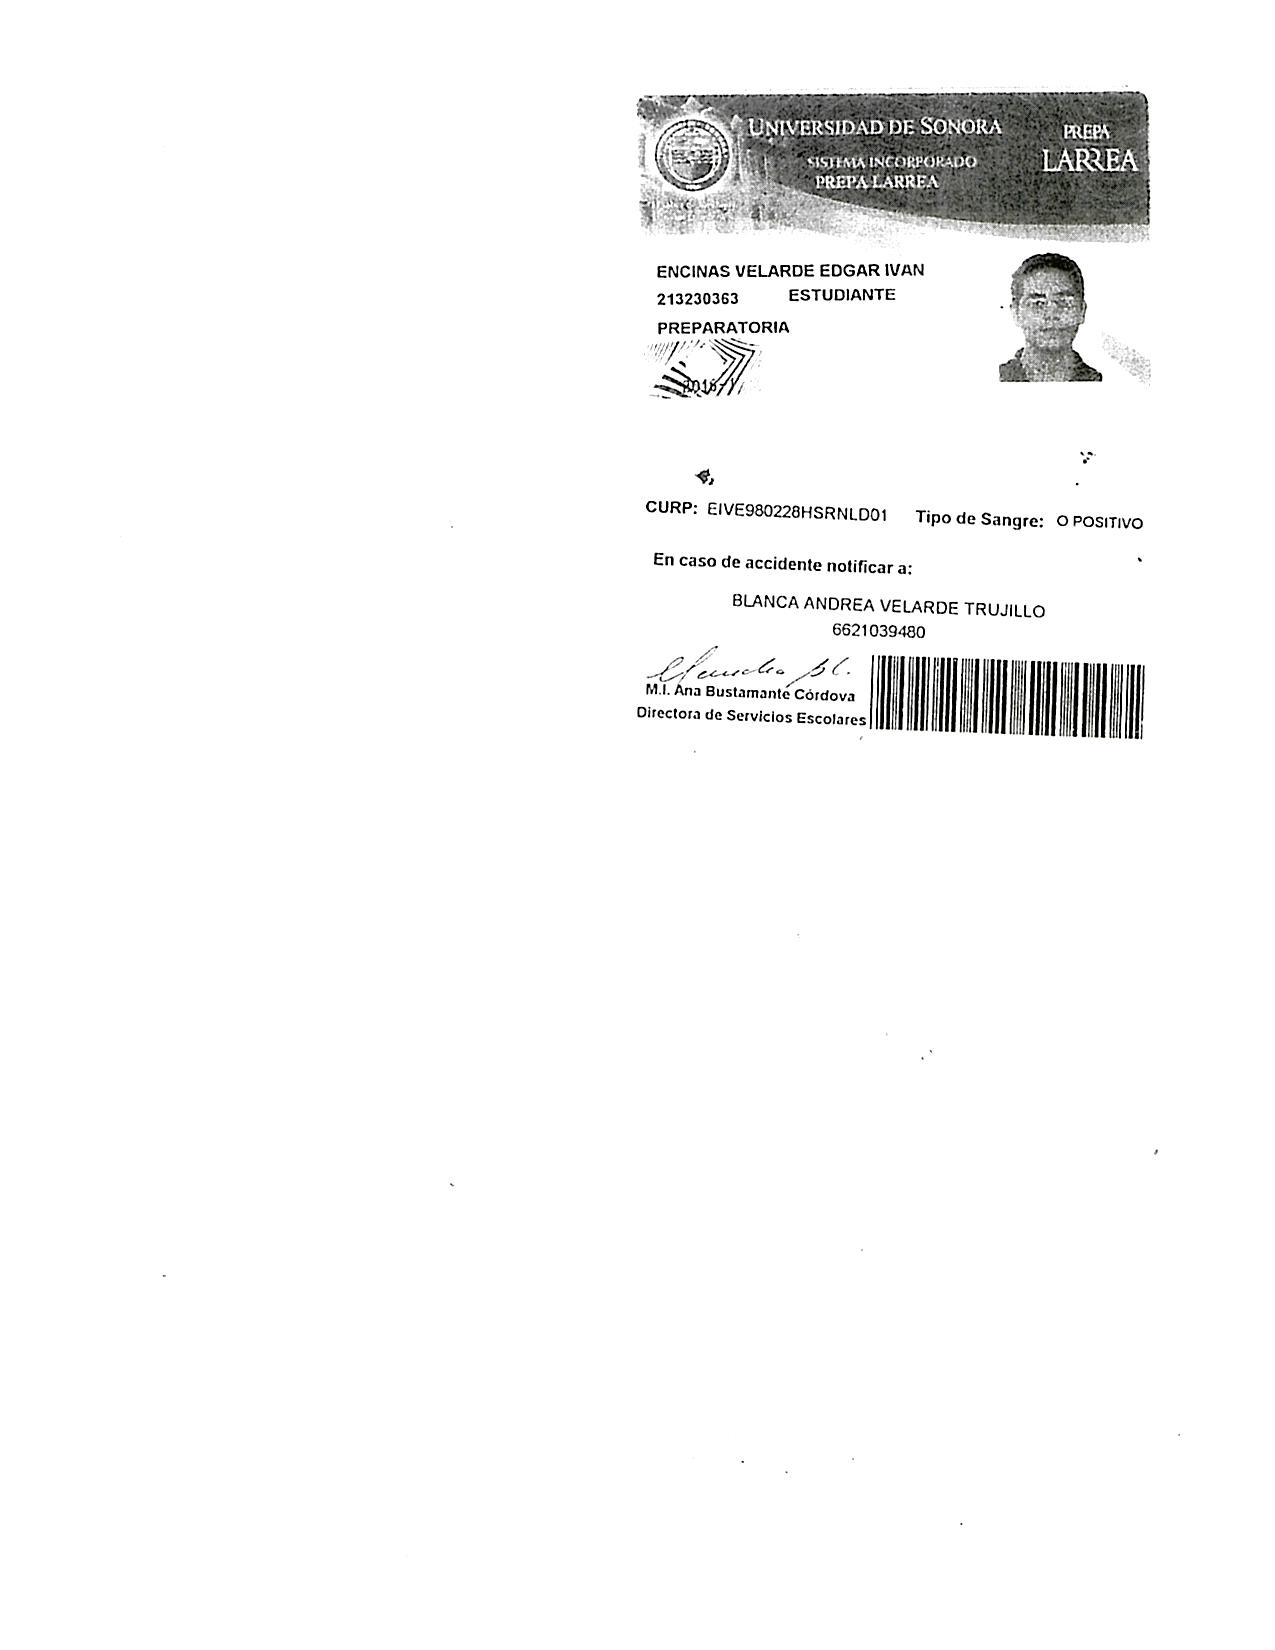 UNIVERSIDAD DE SONORA
SISTEMA INCORPORADO
PREPA LARREA
PREPA
LARREA
ENCINAS VELARDE EDGAR IVAN
213230363 ESTUDIANTE
PREPARATORIA
CURP: EIVE980228HSRNLD01 Tipo de Sangre: O POSITIVO
En caso de accidente notificar a:
BLANCA ANDREA VELARDE TRUJILLO
6621039480
M.I. Ana Bustamante Córdova
Directora de Servicios Escolares